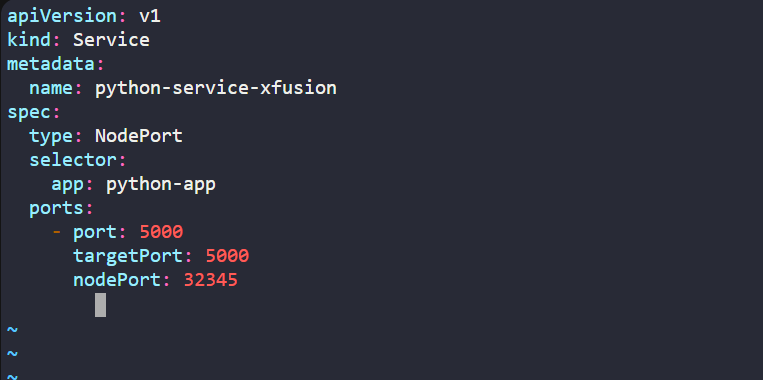 apiVersion: v1
kind: Service
metadata:
  name: python-service-xfusion
spec:
  type: NodePort
  selector:
    app: python-app
  ports:
    - port: 5000
      targetPort: 5000
      nodePort: 32345
~
~
~